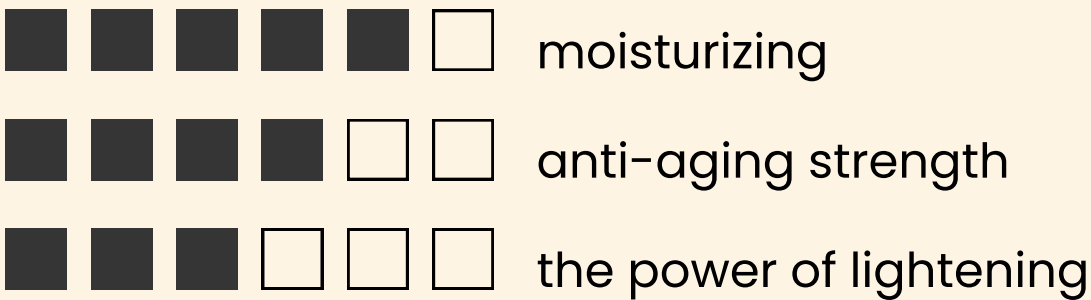 moisturizing
anti-aging strength
the power of lightening